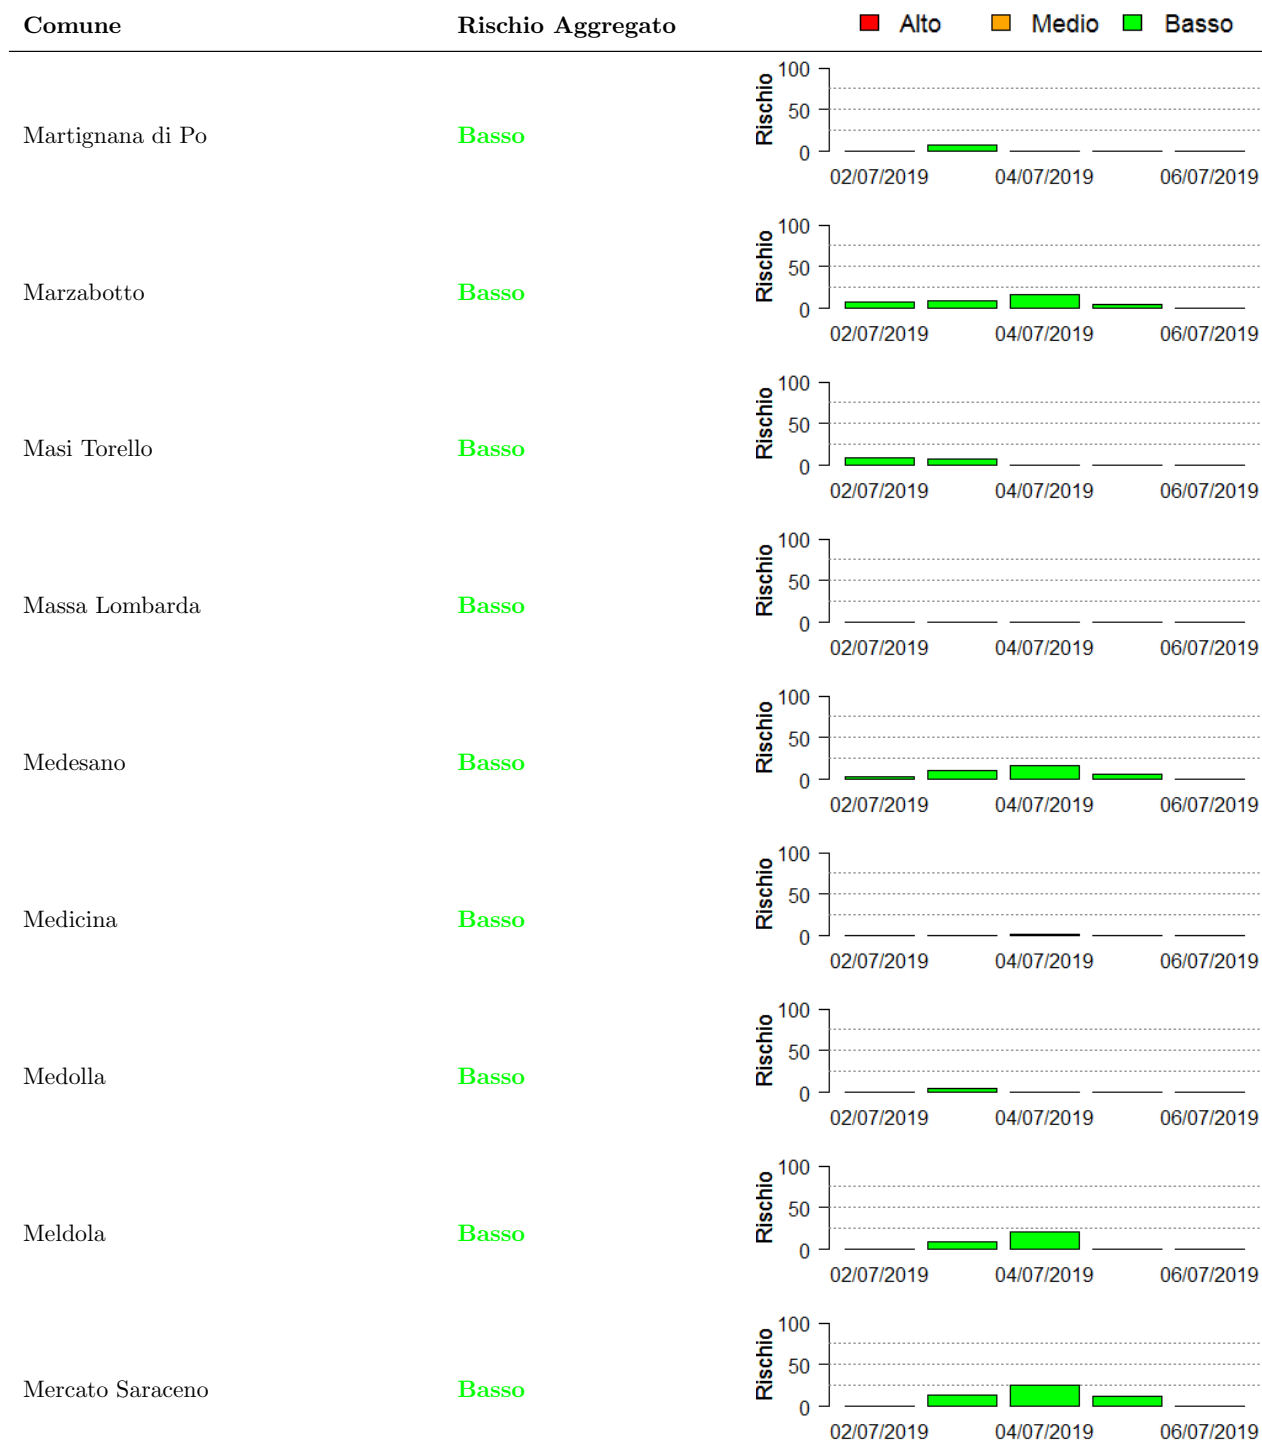 Comune Rischio Aggregato Alto Medio Basso
Martignana di Po Basso Rischio 100 50 0
02/07/2019 04/07/2019 06/07/2019
Marzabotto Basso Rischio 100 50 0
02/07/2019 04/07/2019 06/07/2019
Masi Torello Basso Rischio 100 50 0
02/07/2019 04/07/2019 06/07/2019
Massa Lombarda Basso Rischio 100 50 0
02/07/2019 04/07/2019 06/07/2019
Medesano Basso Rischio 100 50 0
02/07/2019 04/07/2019 06/07/2019
Medicina Basso Rischio 100 50 0
02/07/2019 04/07/2019 06/07/2019
Medolla Basso Rischio 100 50 0
02/07/2019 04/07/2019 06/07/2019
Meldola Basso Rischio 100 50 0
02/07/2019 04/07/2019 06/07/2019
Mercato Saraceno Basso Rischio 100 50 0
02/07/2019 04/07/2019 06/07/2019